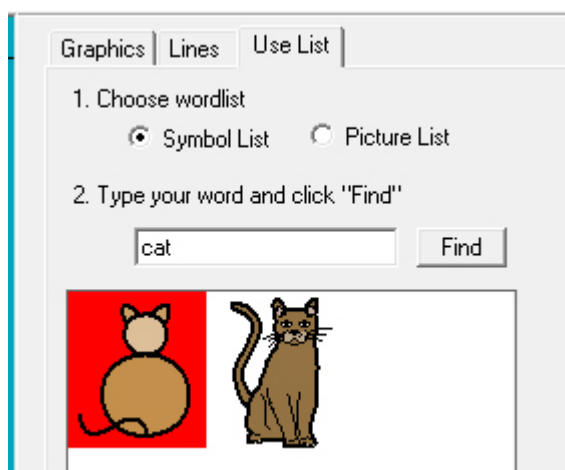 Graphics Lines Use List
1. Choose wordlist
Symbol List Picture List
2. Type your word and click "Find"
cat Find